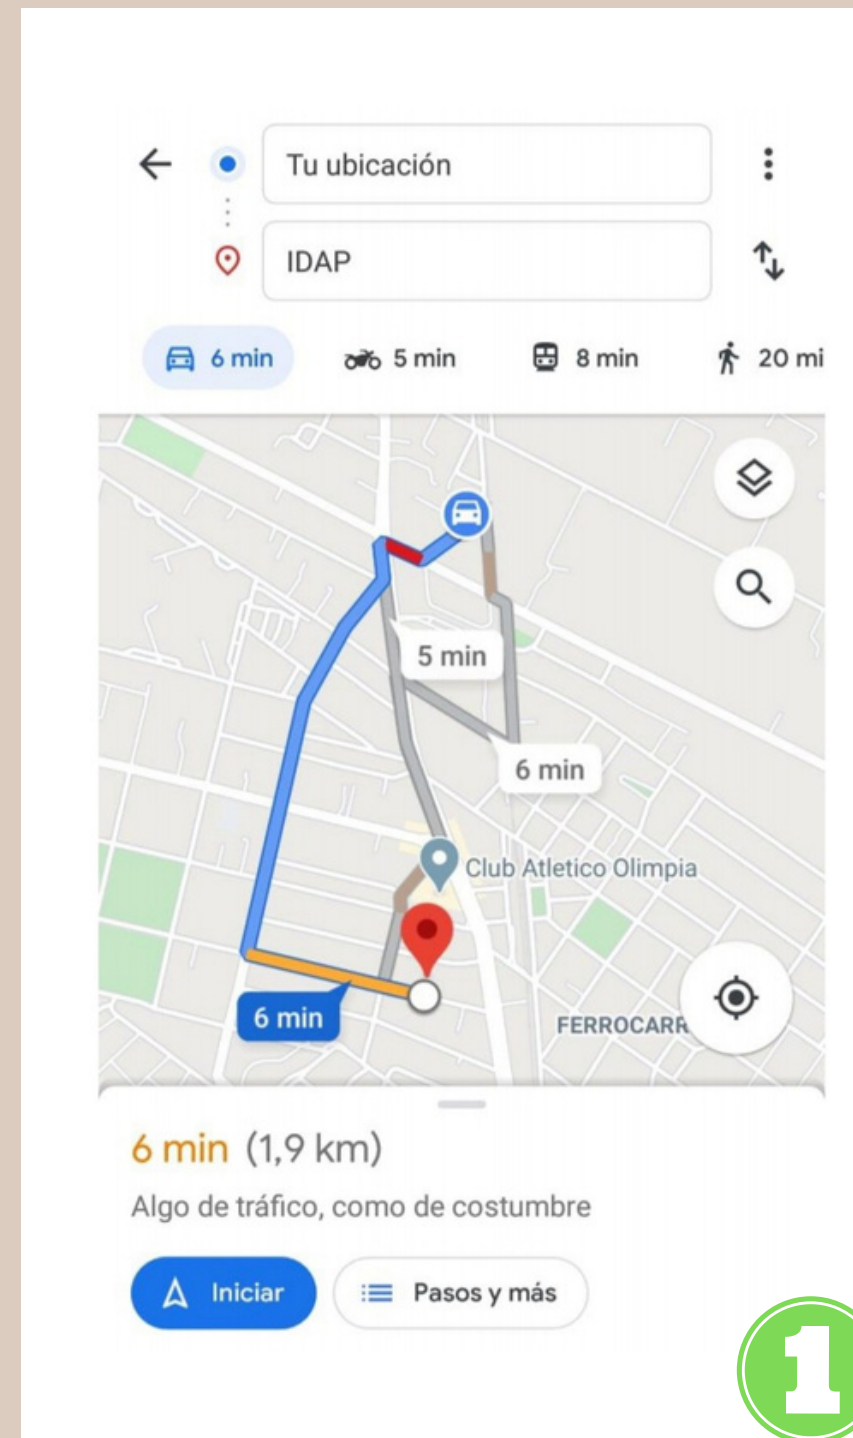 Tu ubicación
IDAP
6 min 5 min 8 min 20 mi
5 min
6 min
Club Atletico Olimpia
6 min
FERROCARR
6 min (1,9 km)
Algo de tráfico, como de costumbre
Iniciar Pasos y más
1